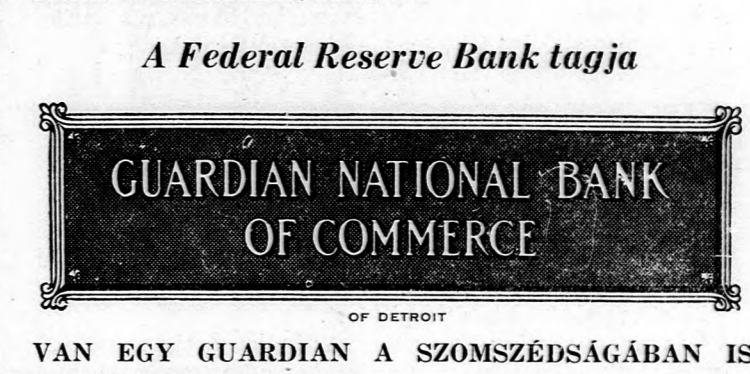 A Federal Reserve Bank tagja
GUARDIAN NATIONAL BANK
OF COMMERCE
OF DETROIT
VAN EGY GUARDIAN A SZOMSZÉDSÁGÁBAN IS